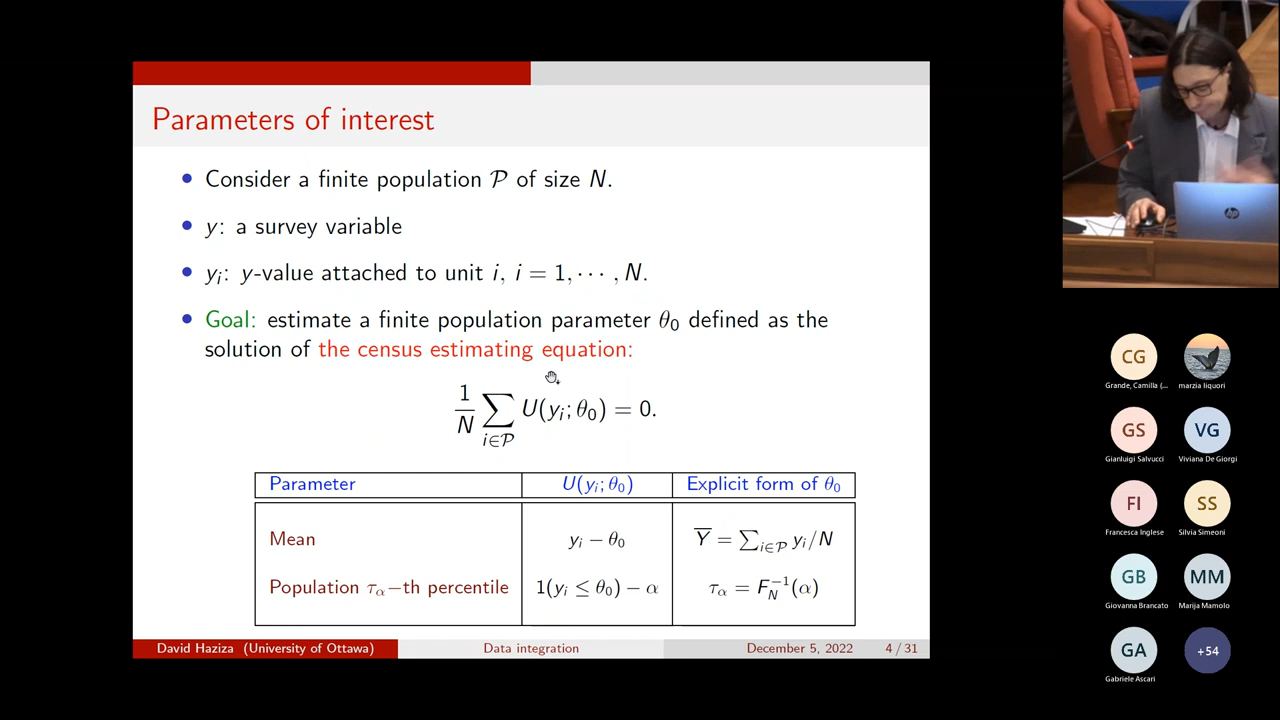 Parameters of interest
Consider a finite population 𝒫 of size N.
y: a survey variable
yᵢ: y-value attached to unit i, i = 1, ⋯ , N.
Goal: estimate a finite population parameter θ₀ defined as the
solution of the census estimating equation:
1/N ∑_{i∈𝒫} U(yᵢ; θ₀) = 0.
Parameter U(yᵢ; θ₀) Explicit form of θ₀
Mean yᵢ − θ₀ Y̅ = ∑_{i∈𝒫} yᵢ/N
Population τ_α−th percentile 1(yᵢ ≤ θ₀) − α τ_α = F_N^{−1}(α)
David Haziza (University of Ottawa) Data integration December 5, 2022 4 / 31
hp
CG
Grande, Camilla (...
marzia liquori
GS
Gianluigi Salvucci
VG
Viviana De Giorgi
FI
Francesca Inglese
SS
Silvia Simeoni
GB
Giovanna Brancato
MM
Marija Mamolo
GA
Gabriele Ascari
+54